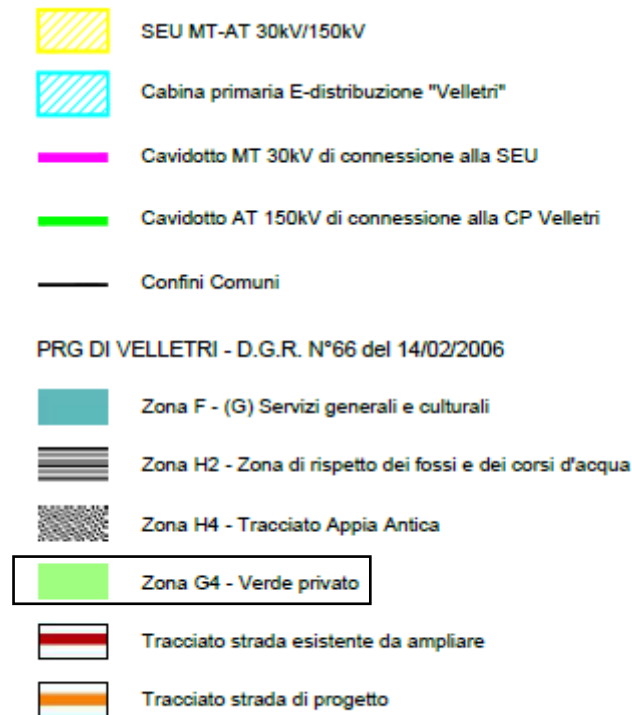 SEU MT-AT 30kV/150kV
Cabina primaria E-distribuzione "Velletri"
Cavidotto MT 30kV di connessione alla SEU
Cavidotto AT 150kV di connessione alla CP Velletri
Confini Comuni
PRG DI VELLETRI - D.G.R. N°66 del 14/02/2006
Zona F - (G) Servizi generali e culturali
Zona H2 - Zona di rispetto dei fossi e dei corsi d'acqua
Zona H4 - Tracciato Appia Antica
Zona G4 - Verde privato
Tracciato strada esistente da ampliare
Tracciato strada di progetto